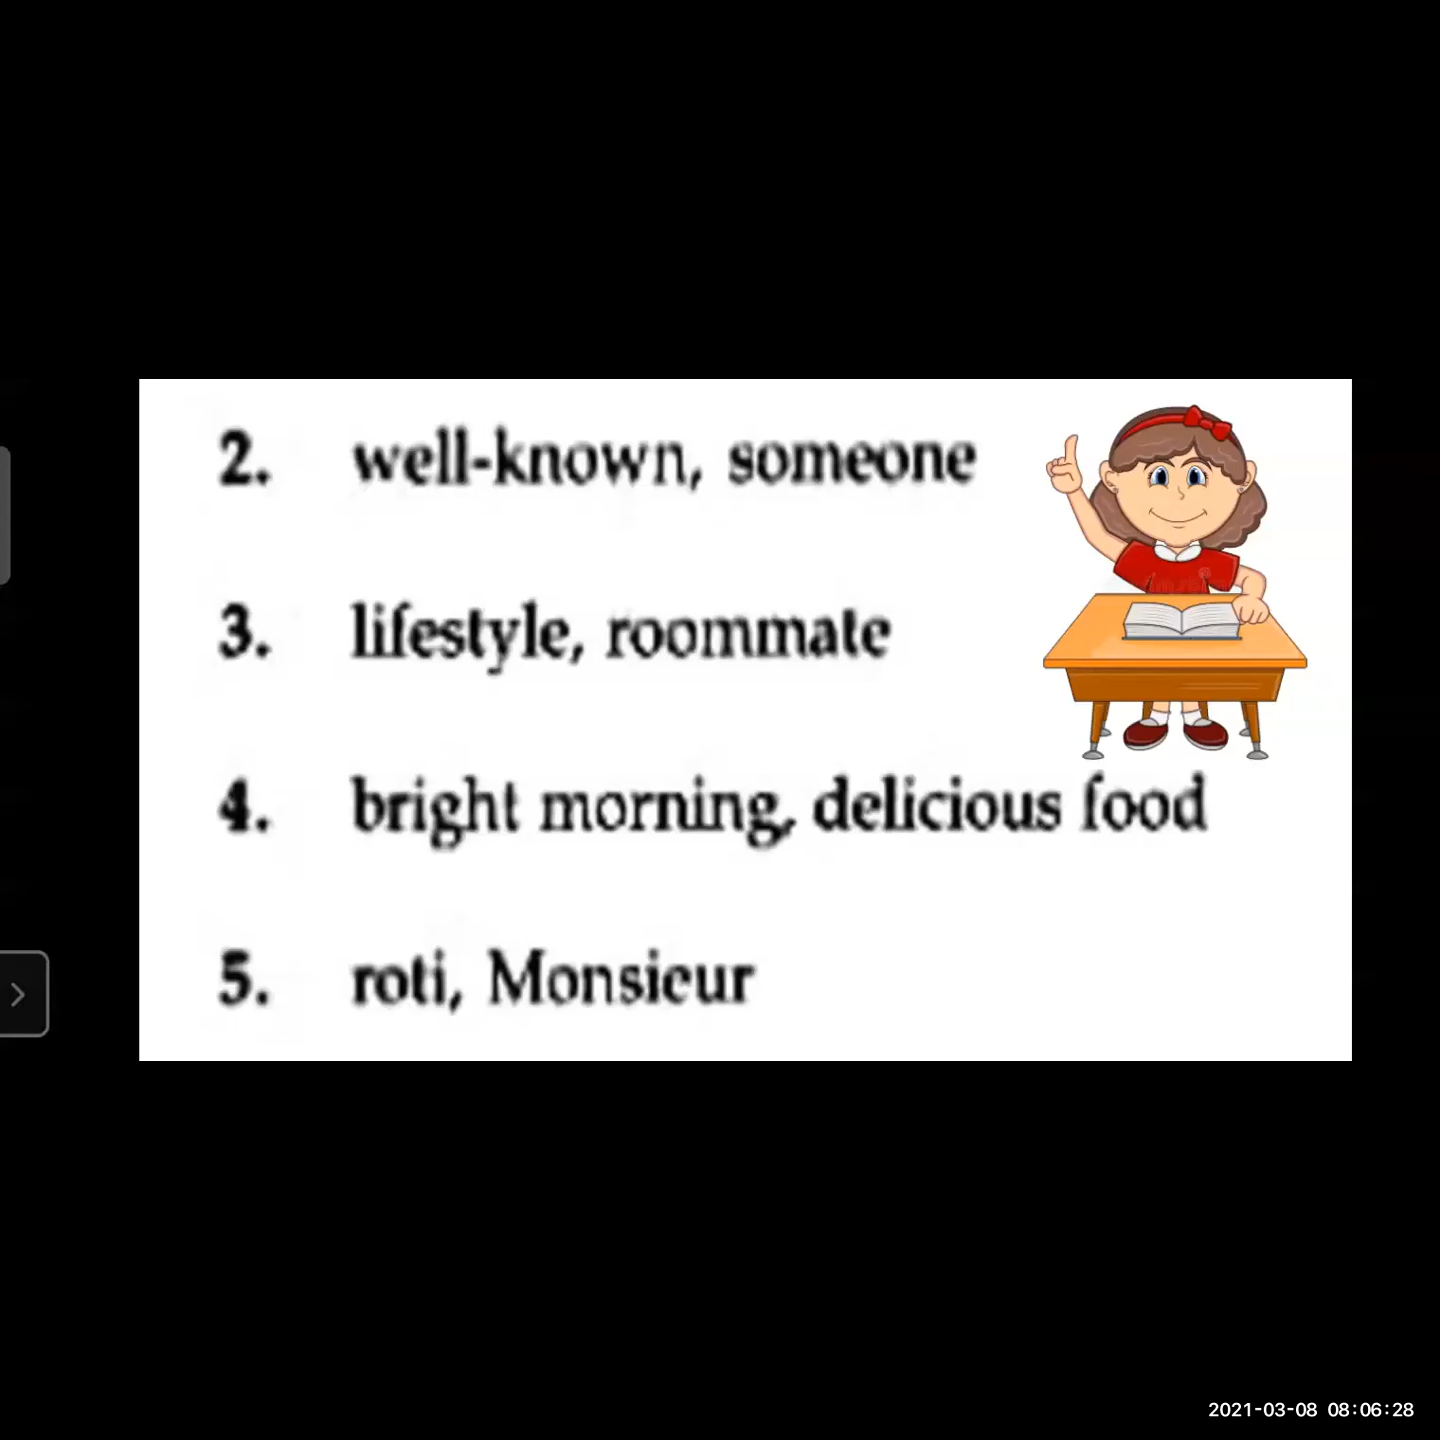 2. well-known, someone
3. lifestyle, roommate
4. bright morning, delicious food
5. roti, Monsieur
2021-03-08 08:06:28